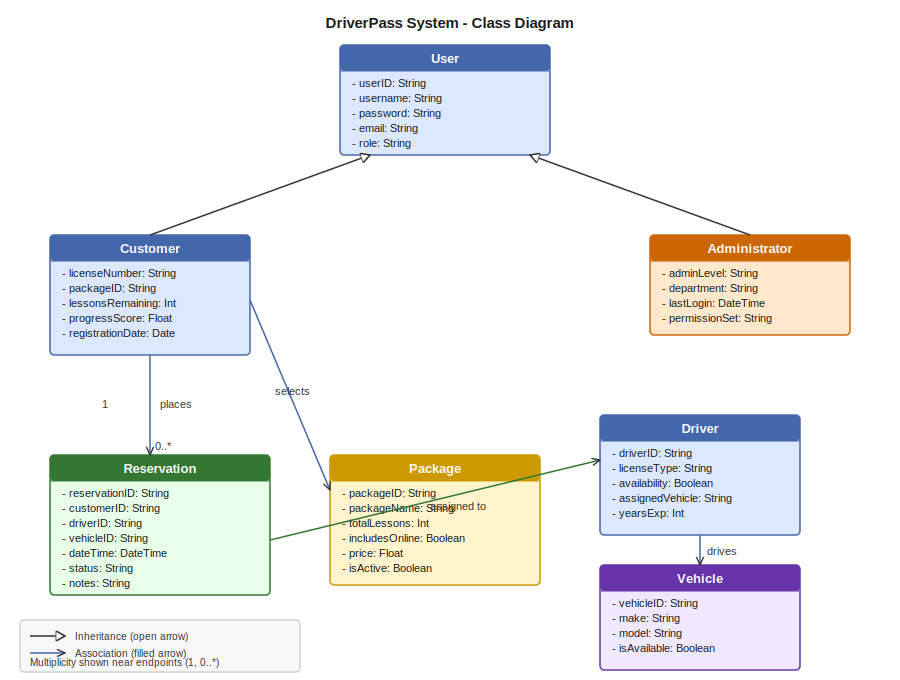 DriverPass System - Class Diagram
User
- userID: String
- username: String
- password: String
- email: String
- role: String
Customer
- licenseNumber: String
- packageID: String
- lessonsRemaining: Int
- progressScore: Float
- registrationDate: Date
Administrator
- adminLevel: String
- department: String
- lastLogin: DateTime
- permissionSet: String
selects
1
places
0..*
Reservation
- reservationID: String
- customerID: String
- driverID: String
- vehicleID: String
- dateTime: DateTime
- status: String
- notes: String
Package
- packageID: String
- packageName: String
- totalLessons: Int
- includesOnline: Boolean
- price: Float
- isActive: Boolean
assigned to
Driver
- driverID: String
- licenseType: String
- availability: Boolean
- assignedVehicle: String
- yearsExp: Int
drives
Vehicle
- vehicleID: String
- make: String
- model: String
- isAvailable: Boolean
Inheritance (open arrow)
Association (filled arrow)
Multiplicity shown near endpoints (1, 0..*)